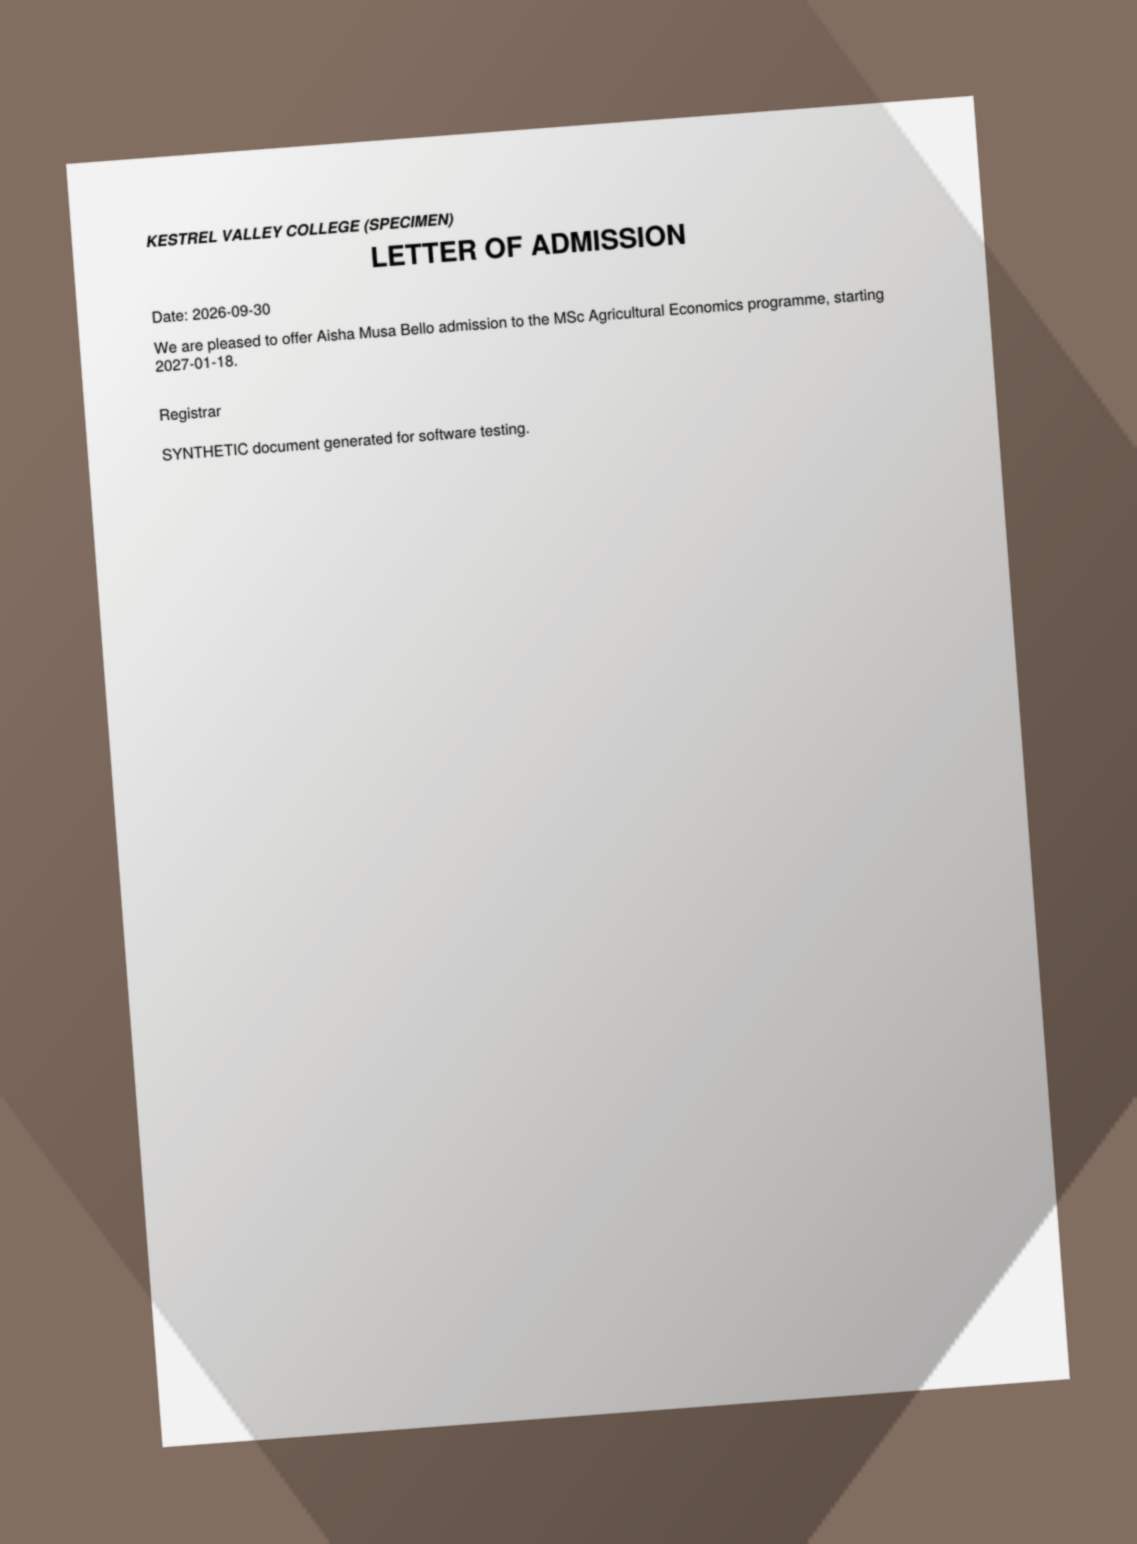 KESTREL VALLEY COLLEGE (SPECIMEN)
LETTER OF ADMISSION
Date: 2026-09-30
We are pleased to offer Aisha Musa Bello admission to the MSc Agricultural Economics programme, starting
2027-01-18.
Registrar
SYNTHETIC document generated for software testing.